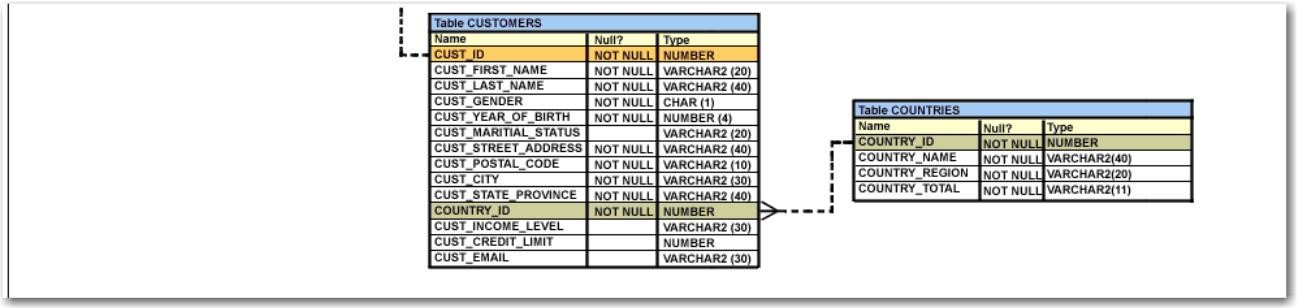 Table CUSTOMERS
Name Null? Type
CUST_ID NOT NULL NUMBER
CUST_FIRST_NAME NOT NULL VARCHAR2 (20)
CUST_LAST_NAME NOT NULL VARCHAR2 (40)
CUST_GENDER NOT NULL CHAR (1)
CUST_YEAR_OF_BIRTH NOT NULL NUMBER (4)
CUST_MARITIAL_STATUS VARCHAR2 (20)
CUST_STREET_ADDRESS NOT NULL VARCHAR2 (40)
CUST_POSTAL_CODE NOT NULL VARCHAR2 (10)
CUST_CITY NOT NULL VARCHAR2 (30)
CUST_STATE_PROVINCE NOT NULL VARCHAR2 (40)
COUNTRY_ID NOT NULL NUMBER
CUST_INCOME_LEVEL VARCHAR2 (30)
CUST_CREDIT_LIMIT NUMBER
CUST_EMAIL VARCHAR2 (30)
Table COUNTRIES
Name Null? Type
COUNTRY_ID NOT NULL NUMBER
COUNTRY_NAME NOT NULL VARCHAR2(40)
COUNTRY_REGION NOT NULL VARCHAR2(20)
COUNTRY_TOTAL NOT NULL VARCHAR2(11)